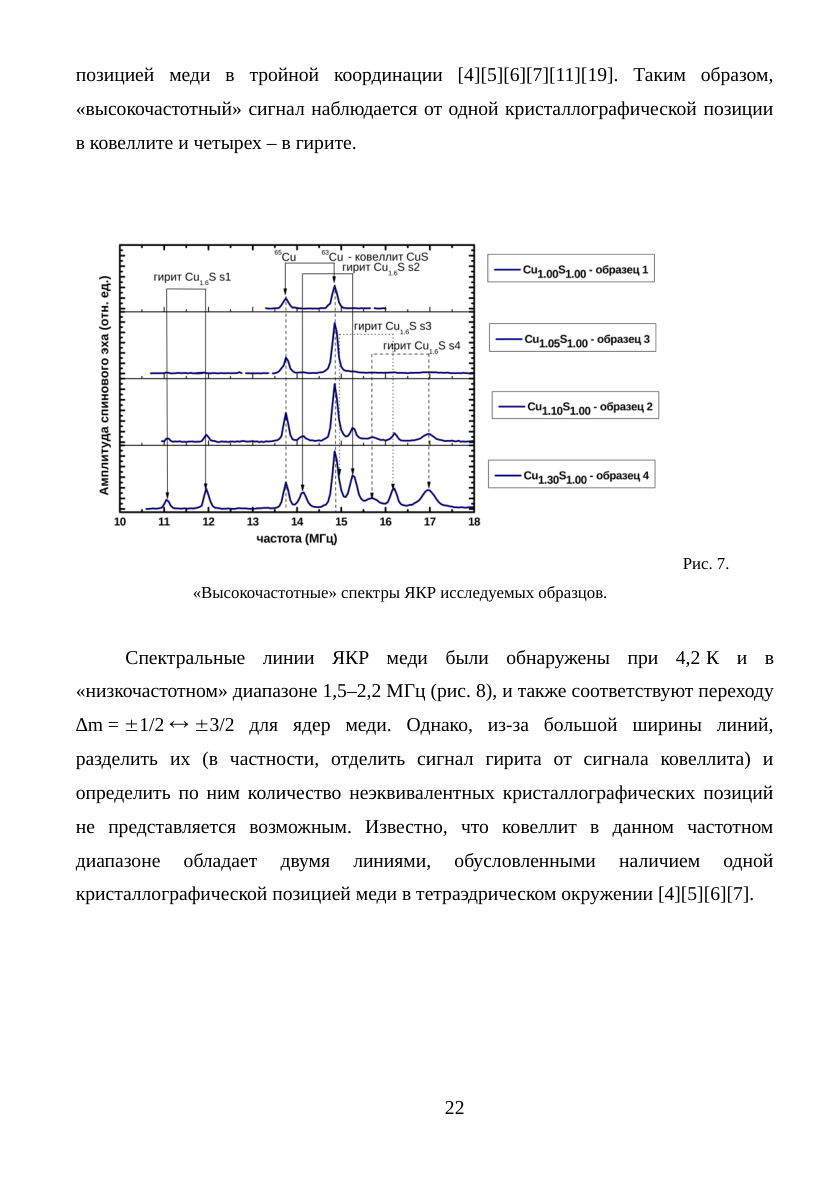 позицией меди в тройной координации [4][5][6][7][11][19]. Таким образом,
«высокочастотный» сигнал наблюдается от одной кристаллографической позиции
в ковеллите и четырех – в гирите.
65Cu 63Cu - ковеллит CuS
гирит Cu1.6S s2
гирит Cu1.6S s1
Cu1.00S1.00 - образец 1
гирит Cu1.6S s3
гирит Cu1.6S s4
Cu1.05S1.00 - образец 3
Cu1.10S1.00 - образец 2
Cu1.30S1.00 - образец 4
Амплитуда спинового эха (отн. ед.)
10 11 12 13 14 15 16 17 18
частота (МГц)
Рис. 7.
«Высокочастотные» спектры ЯКР исследуемых образцов.
Спектральные линии ЯКР меди были обнаружены при 4,2 К и в
«низкочастотном» диапазоне 1,5–2,2 МГц (рис. 8), и также соответствуют переходу
Δm = ±1/2 ↔ ±3/2 для ядер меди. Однако, из-за большой ширины линий,
разделить их (в частности, отделить сигнал гирита от сигнала ковеллита) и
определить по ним количество неэквивалентных кристаллографических позиций
не представляется возможным. Известно, что ковеллит в данном частотном
диапазоне обладает двумя линиями, обусловленными наличием одной
кристаллографической позицией меди в тетраэдрическом окружении [4][5][6][7].
22